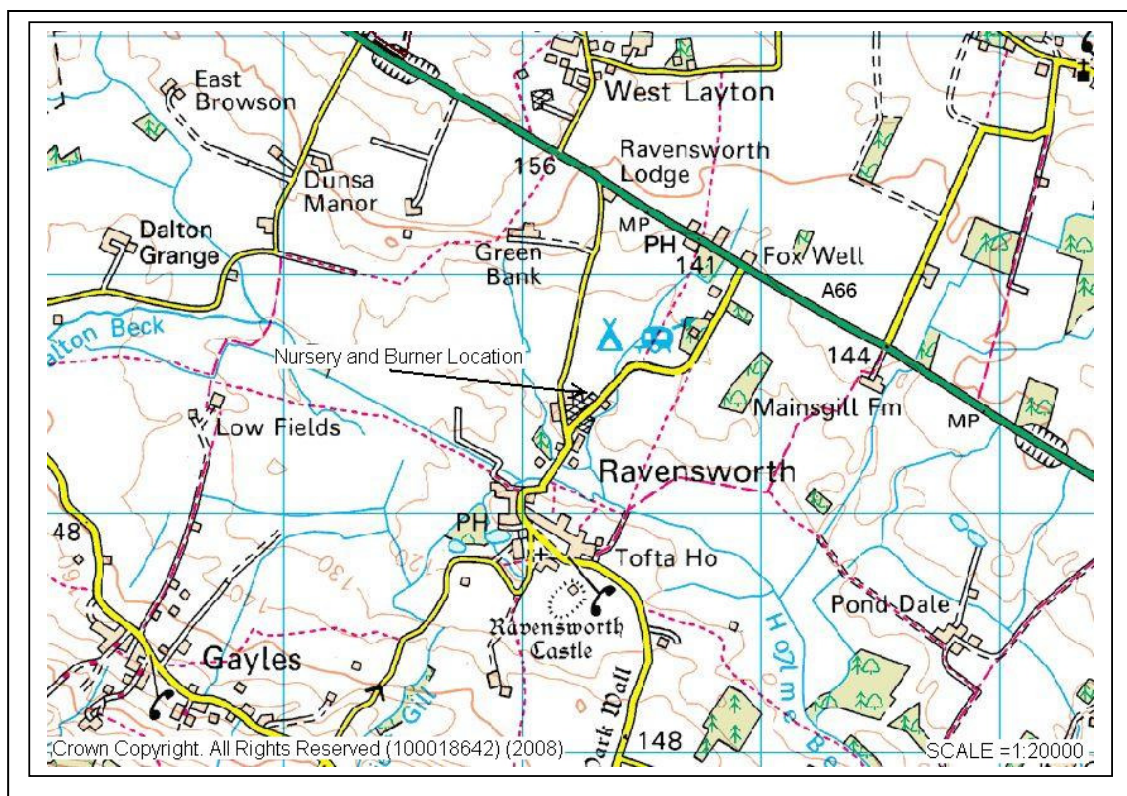 East
Browson
West Layton
Ravensworth
Lodge
156
Dunsa
Manor
Dalton
Grange
MP
PH
Green
Bank
141
Fox Well
A66
alton Beck
144
Nursery and Burner Location
Mainsgill Fm
Low Fields
MP
Ravensworth
PH
48
Tofta Ho
130
120
140
Pond Dale
Ravensworth
Castle
Gayles
Holme Be
Gill
Park Wall
148
Crown Copyright. All Rights Reserved (100018642) (2008)
SCALE =1:20000